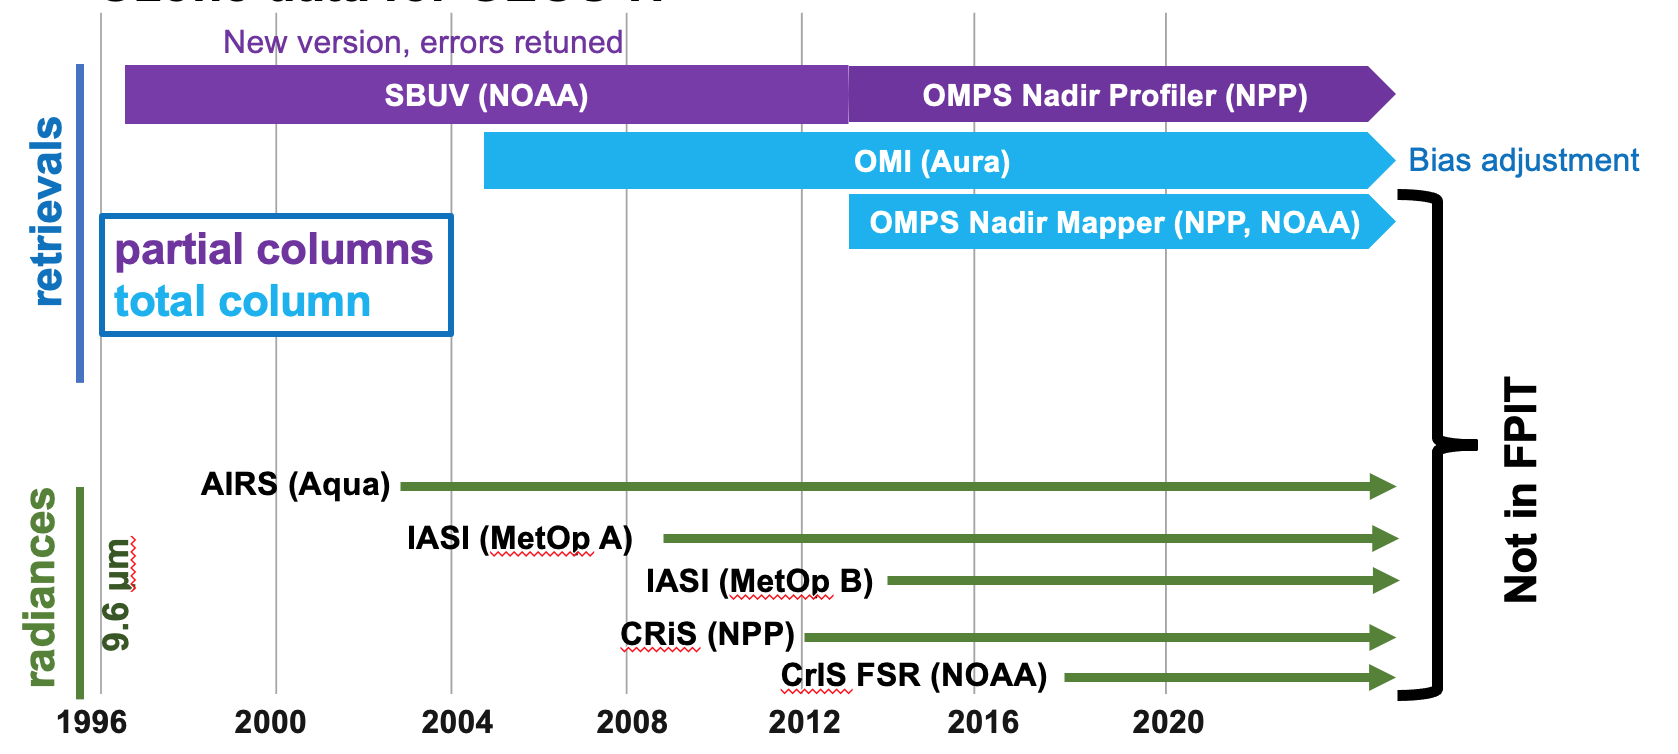 New version, errors retuned
SBUV (NOAA)
OMPS Nadir Profiler (NPP)
OMI (Aura)
Bias adjustment
OMPS Nadir Mapper (NPP, NOAA)
retrievals
partial columns
total column
Not in FPIT
AIRS (Aqua)
IASI (MetOp A)
IASI (MetOp B)
CRiS (NPP)
CrIS FSR (NOAA)
radiances
9.6 µm
1996 2000 2004 2008 2012 2016 2020